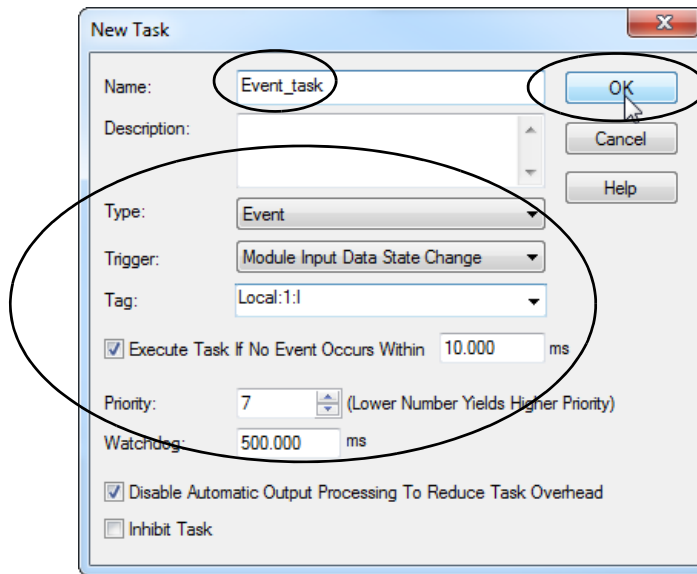 New Task
Name: Event_task OK
Description: Cancel
Help
Type: Event
Trigger: Module Input Data State Change
Tag: Local:1:I
Execute Task If No Event Occurs Within 10.000 ms
Priority: 7 (Lower Number Yields Higher Priority)
Watchdog: 500.000 ms
Disable Automatic Output Processing To Reduce Task Overhead
Inhibit Task